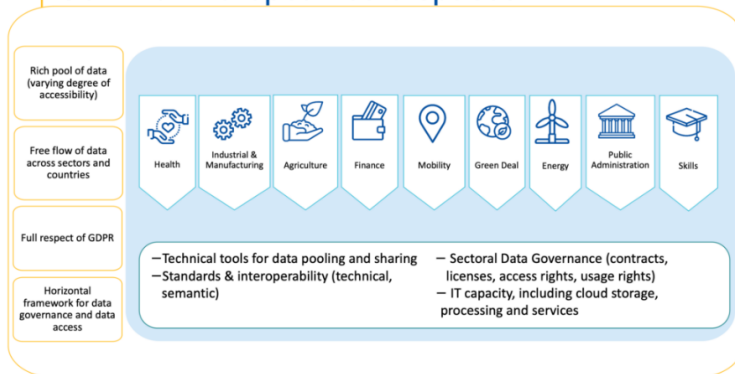 Rich pool of data
(varying degree of
accessibility)
Free flow of data
across sectors and
countries
Full respect of GDPR
Horizontal
framework for data
governance and data
access
Health
Industrial &
Manufacturing
Agriculture
Finance
Mobility
Green Deal
Energy
Public
Administration
Skills
—Technical tools for data pooling and sharing
—Standards & interoperability (technical,
semantic)
— Sectoral Data Governance (contracts,
licenses, access rights, usage rights)
— IT capacity, including cloud storage,
processing and services